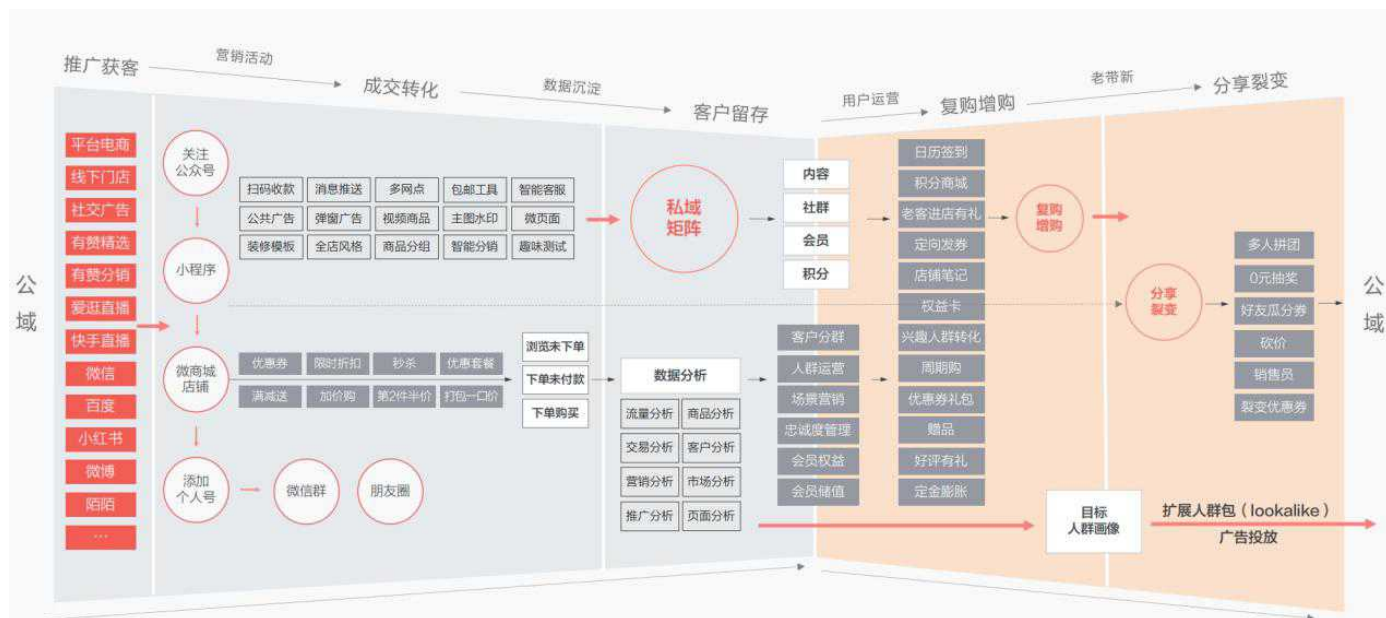 推广获客
营销活动
成交转化
数据沉淀
客户留存
用户运营
复购增购
老带新
分享裂变
公域
平台电商
线下门店
社交广告
有赞精选
有赞分销
爱逛直播
快手直播
微信
百度
小红书
微博
陌陌
...
关注
公众号
小程序
微商城
店铺
添加
个人号
微信群
朋友圈
扫码收款 消息推送 多网点 包邮工具 智能客服
公共广告 弹窗广告 视频商品 主图水印 微页面
装修模板 全店风格 商品分组 智能分销 趣味测试
优惠券 限时折扣 秒杀 优惠套餐
满减送 加价购 第2件半价 打包一口价
浏览未下单
下单未付款
下单购买
私域
矩阵
数据分析
流量分析 商品分析
交易分析 客户分析
营销分析 市场分析
推广分析 页面分析
内容
社群
会员
积分
客户分群
人群运营
场景营销
忠诚度管理
会员权益
会员储值
日历签到
积分商城
老客进店有礼
定向发券
店铺笔记
权益卡
兴趣人群转化
周期购
优惠券礼包
赠品
好评有礼
定金膨胀
复购
增购
分享
裂变
多人拼团
0元抽奖
好友瓜分券
砍价
销售员
裂变优惠券
目标
人群画像
扩展人群包（lookalike）
广告投放
公域